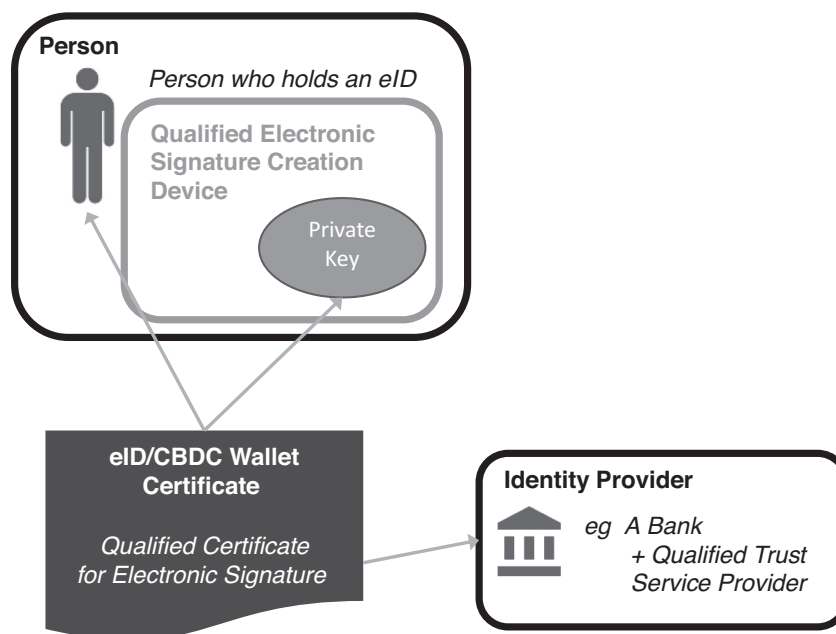 Person
Person who holds an eID
Qualified Electronic
Signature Creation
Device
Private
Key
eID/CBDC Wallet
Certificate
Qualified Certificate
for Electronic Signature
Identity Provider
eg A Bank
+ Qualified Trust
Service Provider